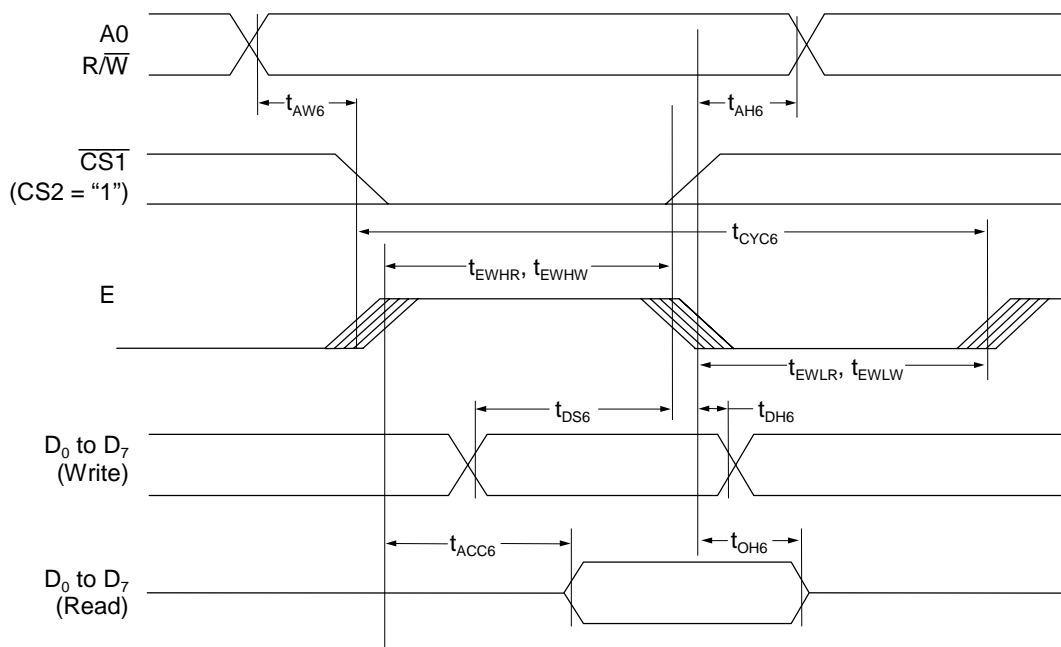 A0
R/W̅
tAW6
tAH6
C̅S̅1̅
(CS2 = “1”)
tCYC6
tEWHR, tEWHW
E
tEWLR, tEWLW
tDS6
tDH6
D0 to D7
(Write)
tACC6
tOH6
D0 to D7
(Read)